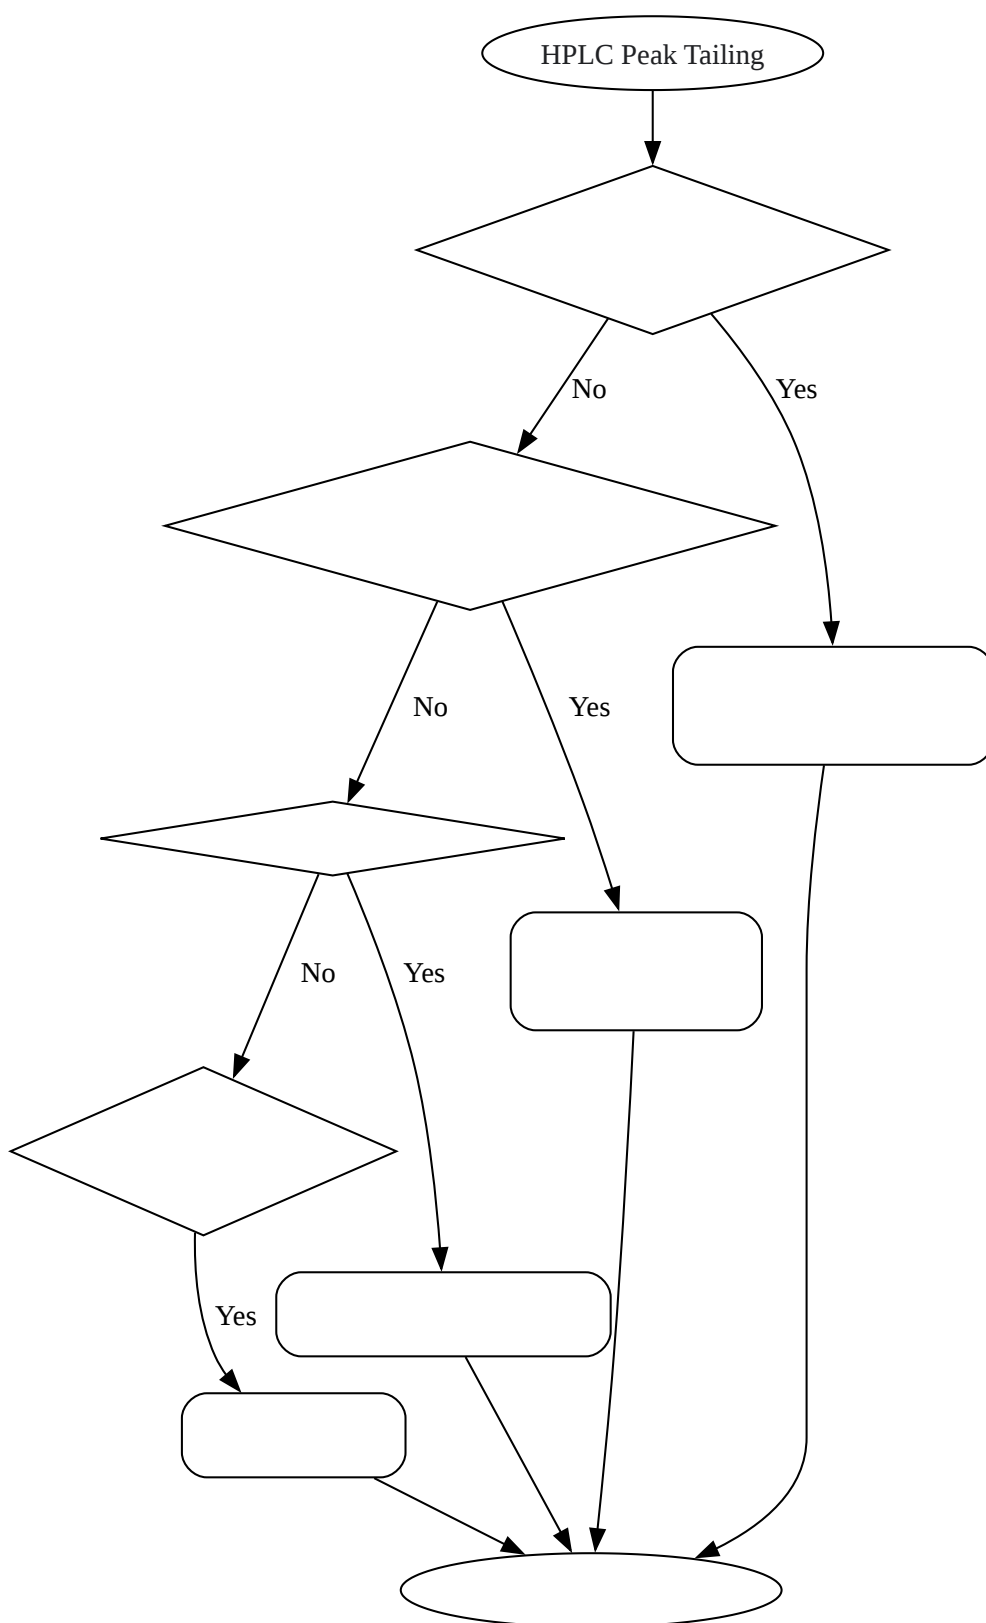 HPLC Peak Tailing
No
Yes
No
Yes
No
Yes
Yes